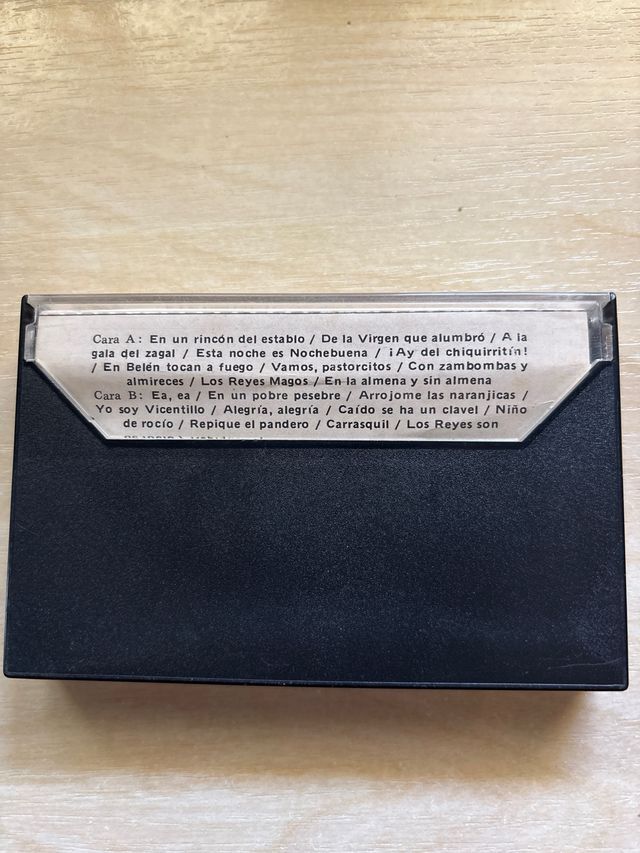 Cara A: En un rincón del establo / De la Virgen que alumbró / A la
gala del zagal / Esta noche es Nochebuena / ¡Ay del chiquirritín!
/ En Belén tocan a fuego / Vamos, pastorcitos / Con zambombas y
almireces / Los Reyes Magos / En la almena y sin almena
Cara B: Ea, ea / En un pobre pesebre / Arrojome las naranjicas /
Yo soy Vicentillo / Alegría, alegría / Caído se ha un clavel / Niño
de rocío / Repique el pandero / Carrasquil / Los Reyes son